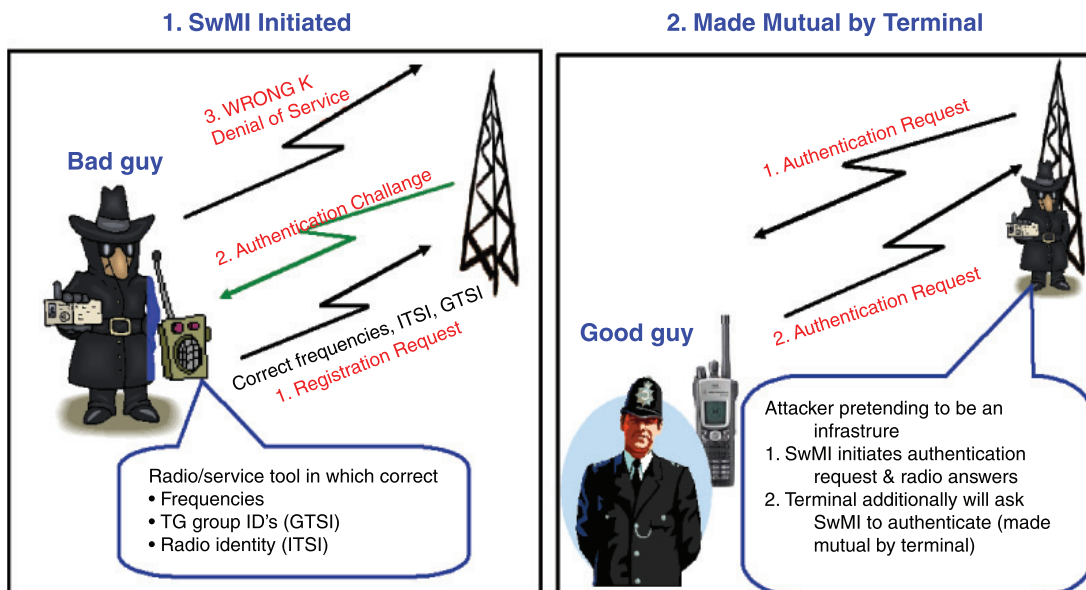 1. SwMI Initiated
3. WRONG K
Denial of Service
Bad guy
2. Authentication Challange
Correct frequencies, ITSI, GTSI
1. Registration Request
Radio/service tool in which correct
• Frequencies
• TG group ID's (GTSI)
• Radio identity (ITSI)
2. Made Mutual by Terminal
1. Authentication Request
2. Authentication Request
Good guy
Attacker pretending to be an
infrastrure
1. SwMI initiates authentication
request & radio answers
2. Terminal additionally will ask
SwMI to authenticate (made
mutual by terminal)